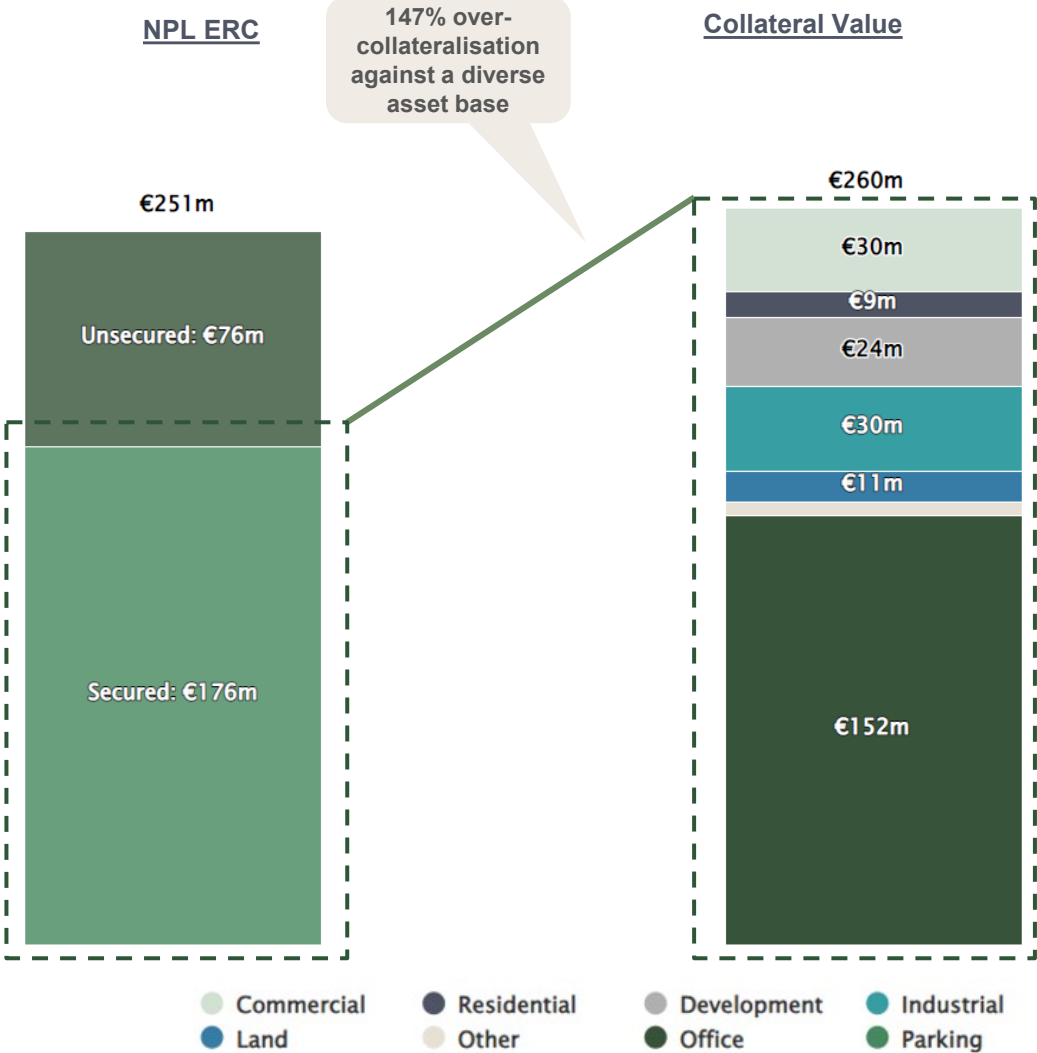 NPL ERC
147% over-
collateralisation
against a diverse
asset base
Collateral Value
€251m
Unsecured: €76m
Secured: €176m
€260m
€30m
€9m
€24m
€30m
€11m
€152m
Commercial
Residential
Development
Industrial
Land
Other
Office
Parking